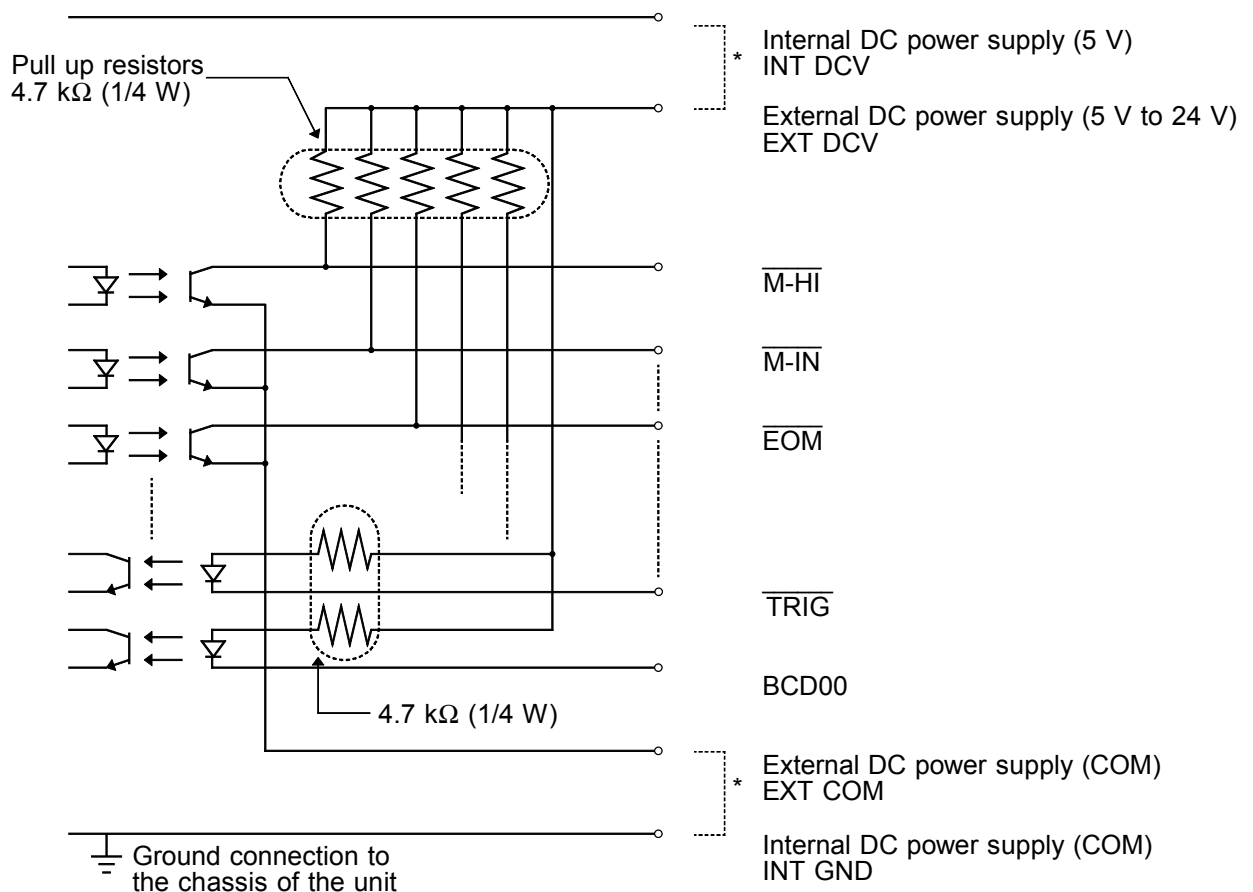 Pull up resistors
4.7 kΩ (1/4 W)
*
Internal DC power supply (5 V)
INT DCV
External DC power supply (5 V to 24 V)
EXT DCV
M-HI
M-IN
EOM
TRIG
BCD00
4.7 kΩ (1/4 W)
*
External DC power supply (COM)
EXT COM
Internal DC power supply (COM)
INT GND
Ground connection to
the chassis of the unit